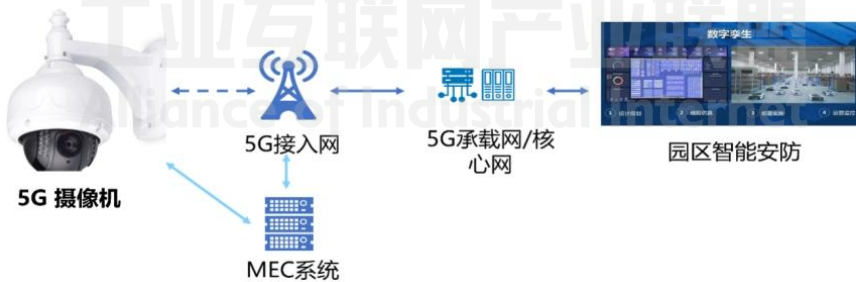 工业互联网产业联盟
Alliance of Industrial Internet
数字孪生
5G接入网
5G承载网/核
心网
园区智能安防
5G 摄像机
MEC系统